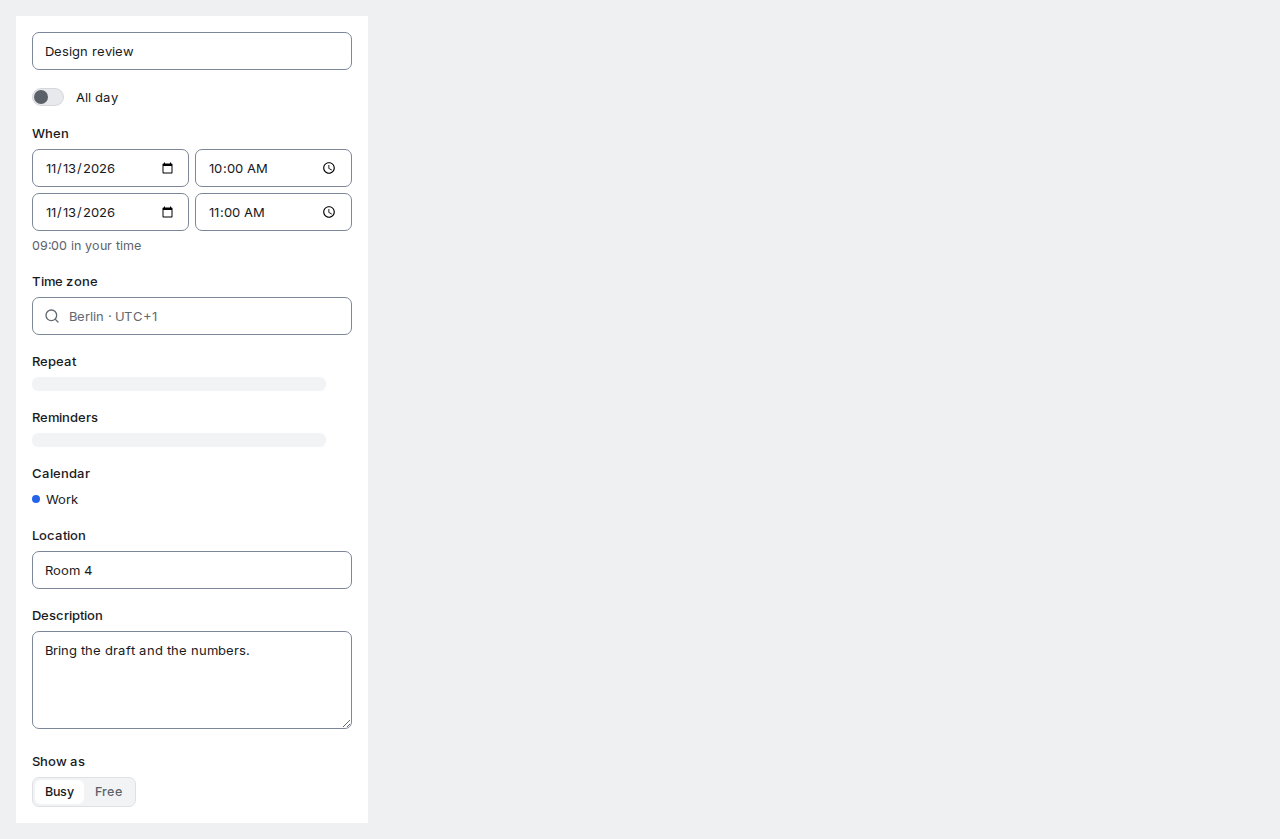 Design review
All day
When
11/13/2026 10:00 AM
11/13/2026 11:00 AM
09:00 in your time
Time zone
Berlin · UTC+1
Repeat
Reminders
Calendar
Work
Location
Room 4
Description
Bring the draft and the numbers.
Show as
Busy Free